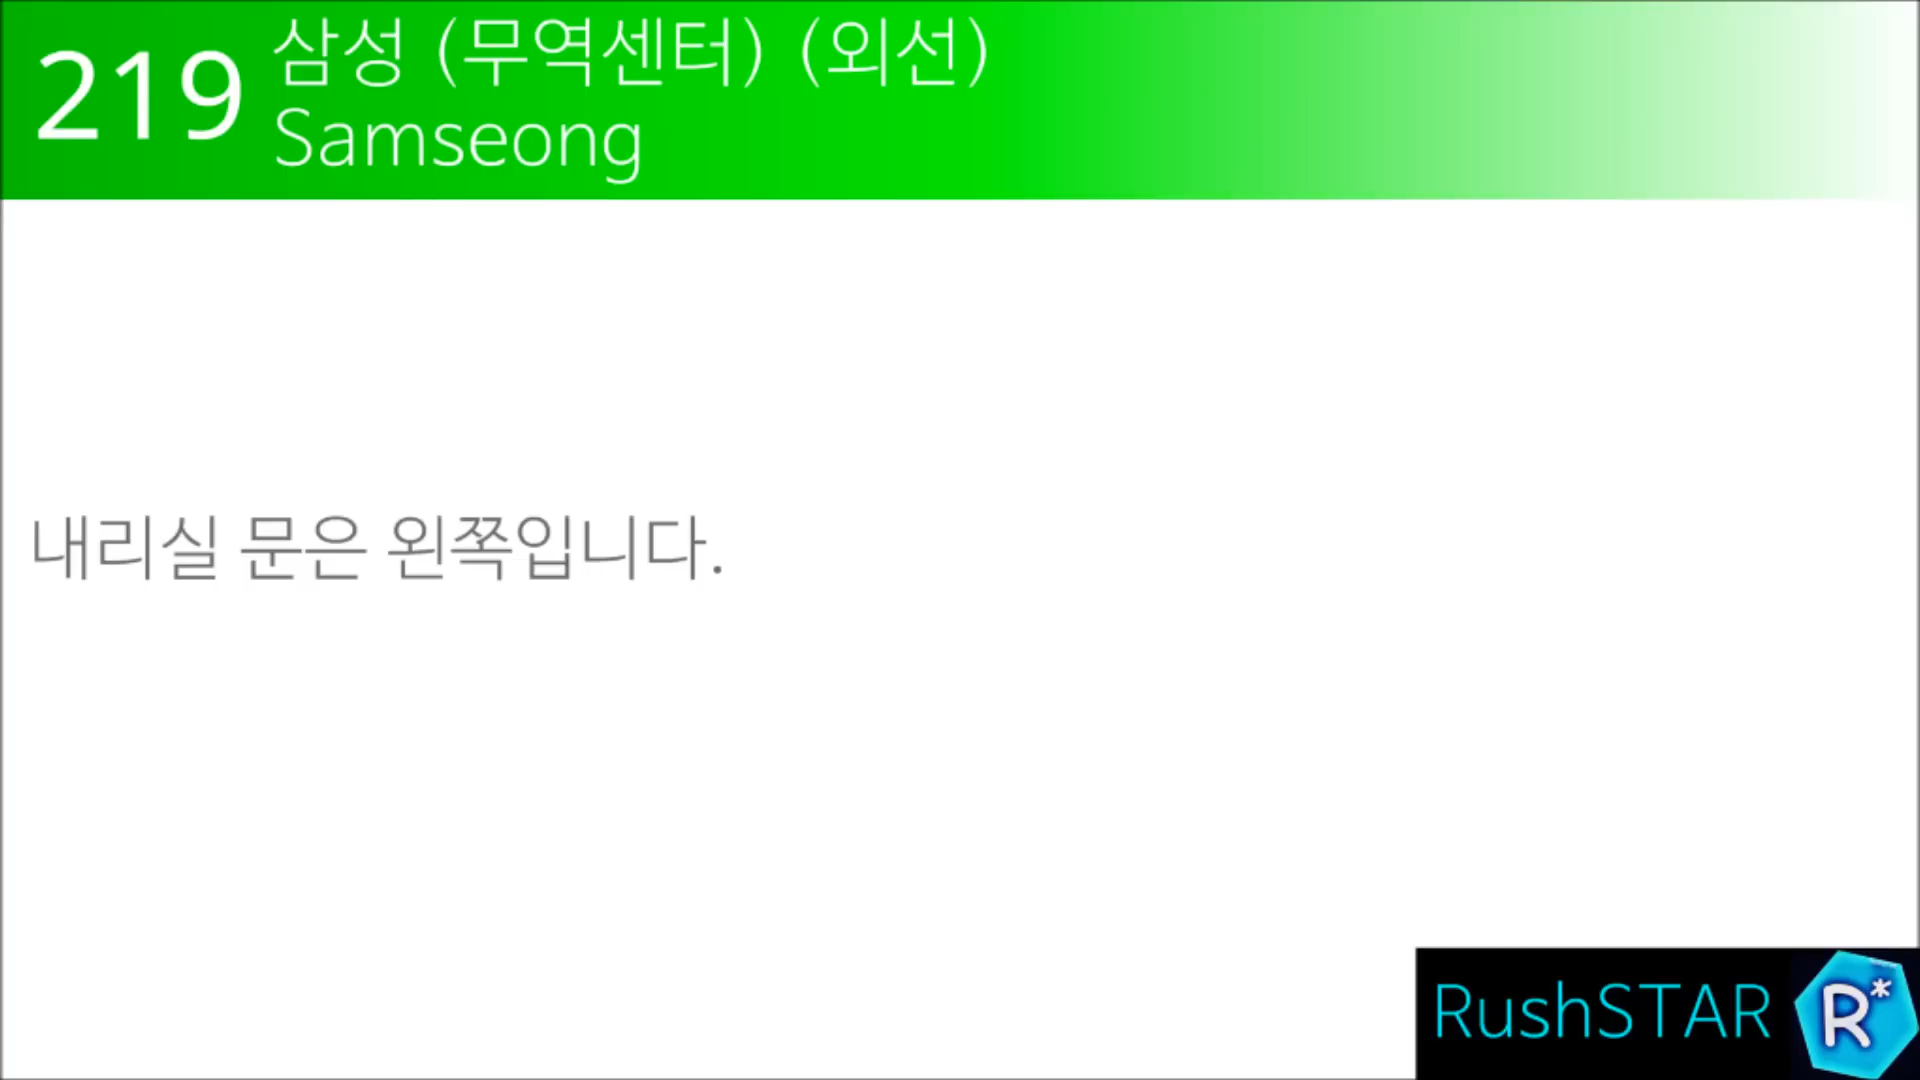 219
삼성 (무역센터) (외선)
Samseong
내리실 문은 왼쪽입니다.
RushSTAR
R*